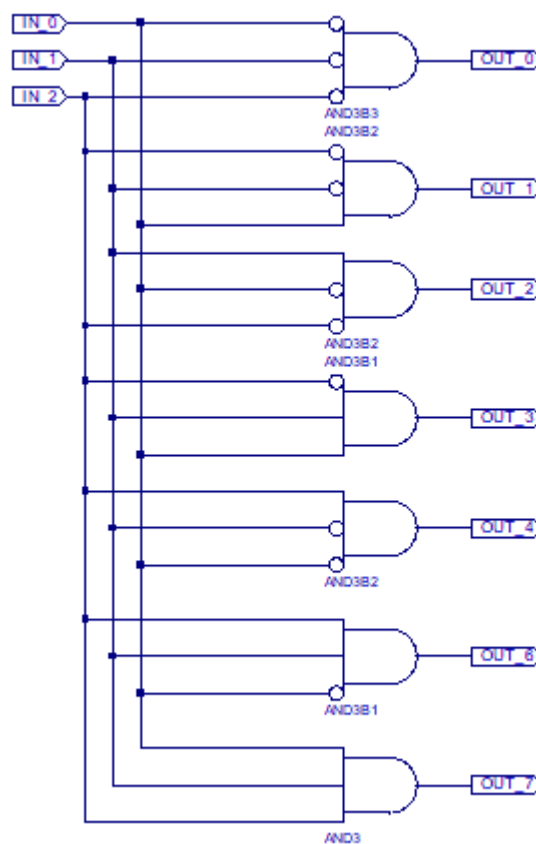 IN_0
IN_1
OUT_0
IN_2
AND3B3
AND3B2
OUT_1
OUT_2
AND3B2
AND3B1
OUT_3
OUT_4
AND3B2
OUT_6
AND3B1
OUT_7
AND3